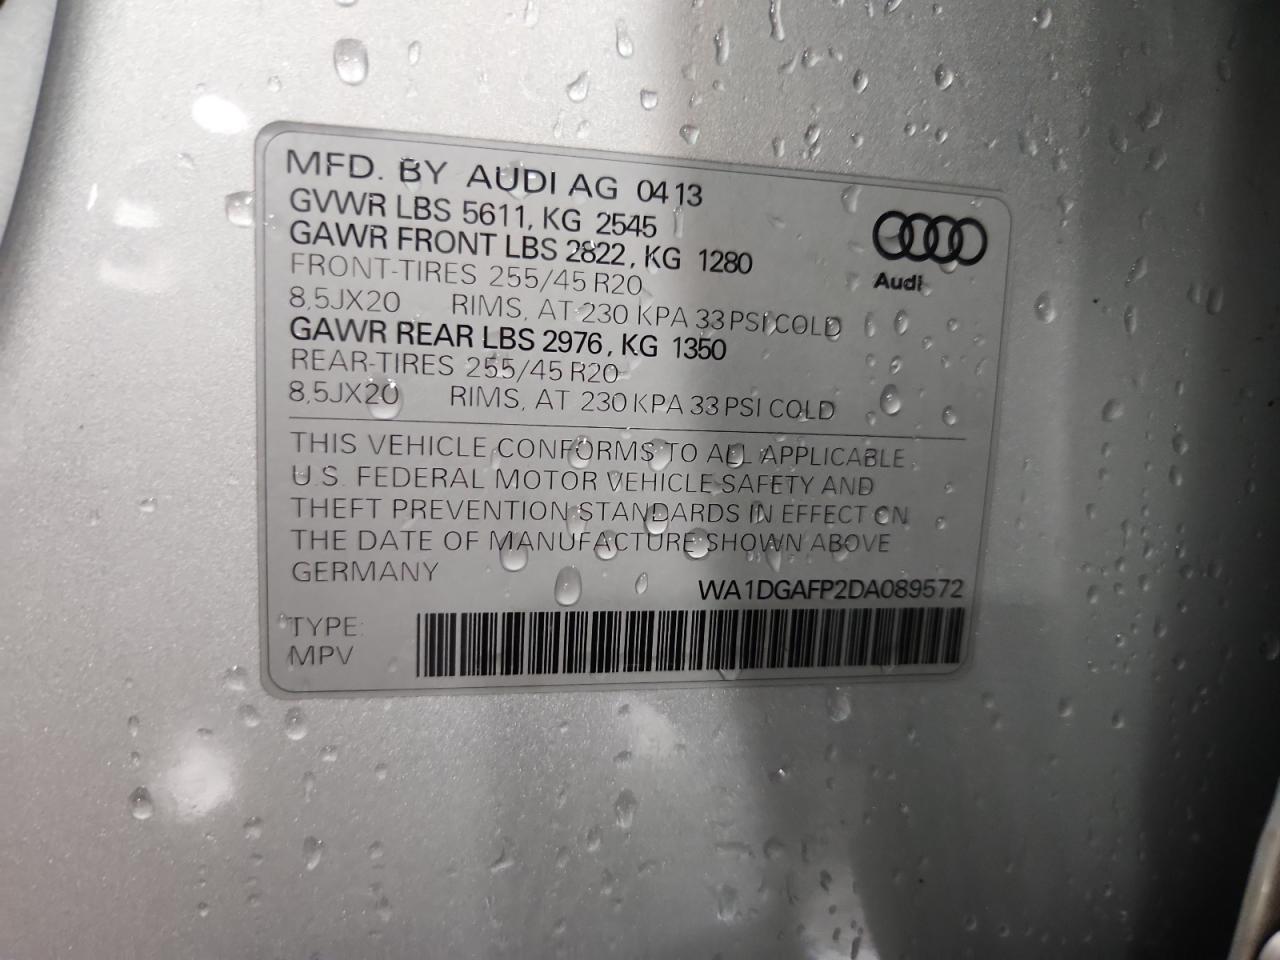 MFD. BY AUDI AG 0413
GVWR LBS 5611, KG 2545
GAWR FRONT LBS 2822, KG 1280
FRONT-TIRES 255/45 R20
8,5JX20 RIMS, AT 230 KPA 33 PSI COLD
GAWR REAR LBS 2976, KG 1350
REAR-TIRES 255/45 R20
8,5JX20 RIMS, AT 230 KPA 33 PSI COLD
Audi
THIS VEHICLE CONFORMS TO ALL APPLICABLE
U.S. FEDERAL MOTOR VEHICLE SAFETY AND
THEFT PREVENTION STANDARDS IN EFFECT ON
THE DATE OF MANUFACTURE SHOWN ABOVE
GERMANY WA1DGAFP2DA089572
TYPE:
MPV